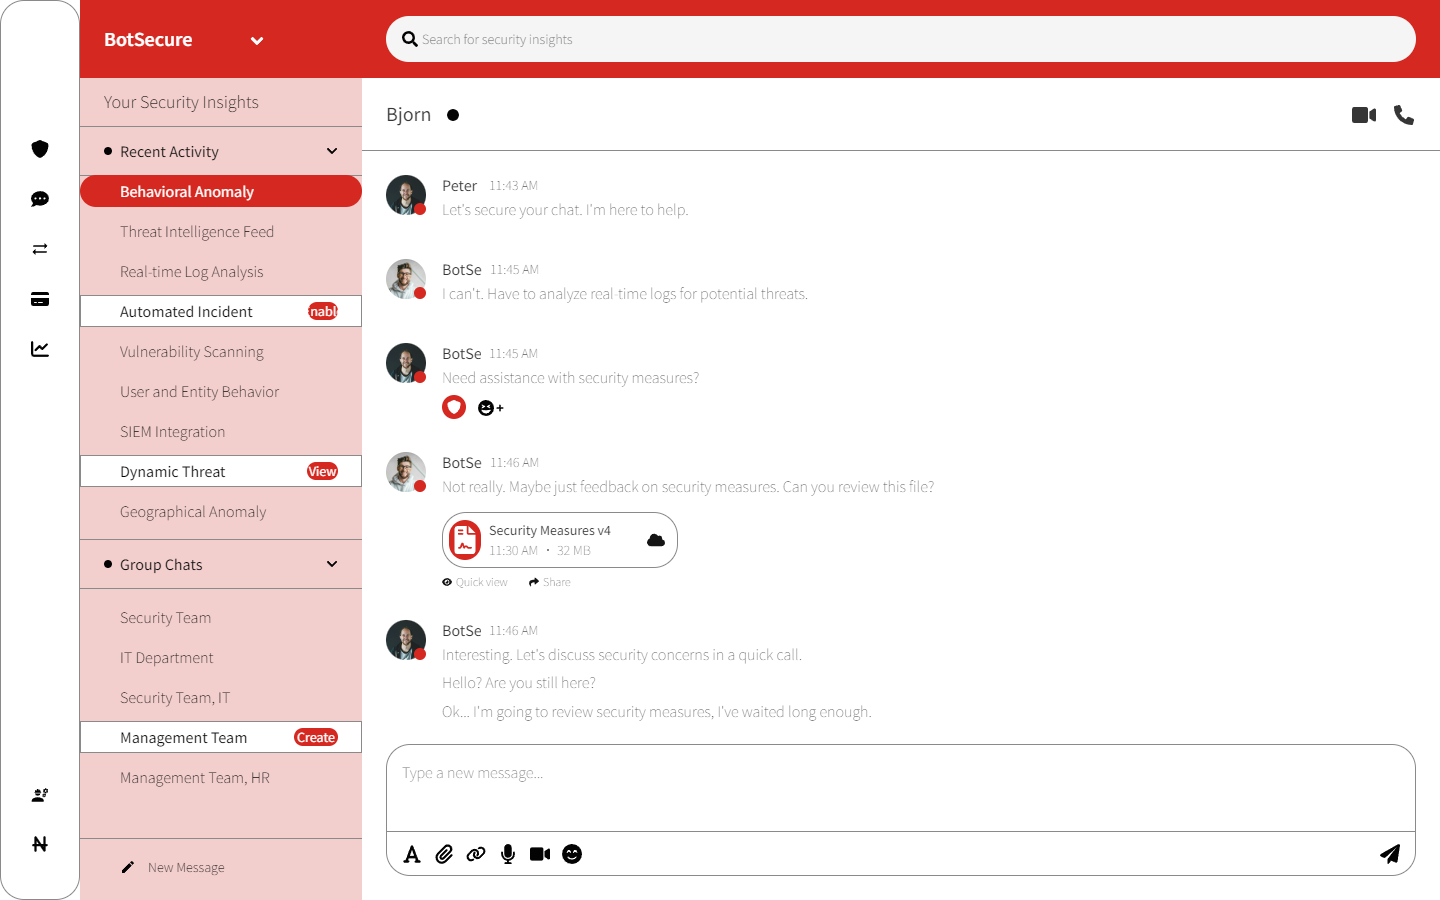 BotSecure
Search for security insights
Your Security Insights
Recent Activity
Behavioral Anomaly
Threat Intelligence Feed
Real-time Log Analysis
Automated Incident
Vulnerability Scanning
User and Entity Behavior
SIEM Integration
Dynamic Threat View
Geographical Anomaly
Group Chats
Security Team
IT Department
Security Team, IT
Management Team Create
Management Team, HR
New Message
Bjorn
Peter 11:43 AM
Let's secure your chat. I'm here to help.
BotSe 11:45 AM
I can't. Have to analyze real-time logs for potential threats.
BotSe 11:45 AM
Need assistance with security measures?
BotSe 11:46 AM
Not really. Maybe just feedback on security measures. Can you review this file?
Security Measures v4
11:30 AM · 32 MB
Quick view Share
BotSe 11:46 AM
Interesting. Let's discuss security concerns in a quick call.
Hello? Are you still here?
Ok... I'm going to review security measures, I've waited long enough.
Type a new message...